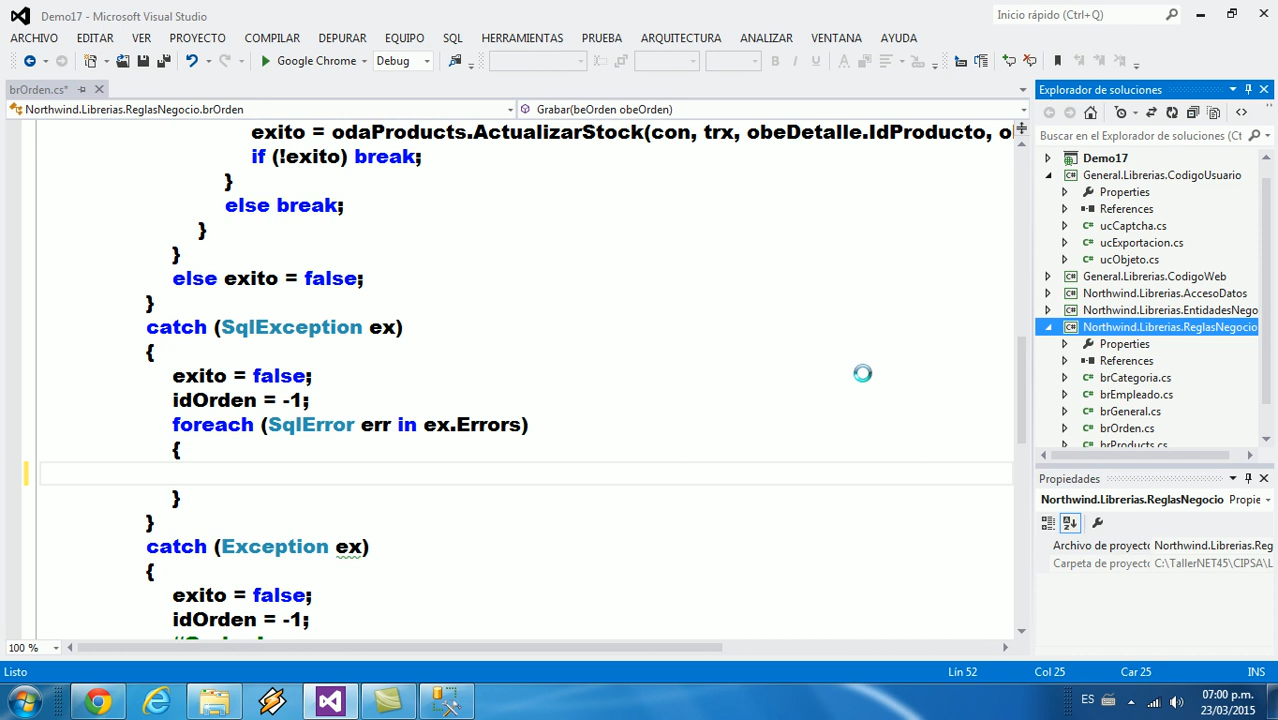 Demo17 - Microsoft Visual Studio
Inicio rápido (Ctrl+Q)
ARCHIVO EDITAR VER PROYECTO COMPILAR DEPURAR EQUIPO SQL HERRAMIENTAS PRUEBA ARQUITECTURA ANALIZAR VENTANA AYUDA
Google Chrome Debug
brOrden.cs*
Northwind.Librerias.ReglasNegocio.brOrden
Grabar(beOrden obeOrden)
exito = odaProducts.ActualizarStock(con, trx, obeDetalle.IdProducto, ob
if (!exito) break;
}
else break;
}
}
else exito = false;
}
catch (SqlException ex)
{
exito = false;
idOrden = -1;
foreach (SqlError err in ex.Errors)
{
}
}
catch (Exception ex)
{
exito = false;
idOrden = -1;
100 %
Explorador de soluciones
Buscar en el Explorador de soluciones (Ct
Demo17
General.Librerias.CodigoUsuario
Properties
References
ucCaptcha.cs
ucExportacion.cs
ucObjeto.cs
General.Librerias.CodigoWeb
Northwind.Librerias.AccesoDatos
Northwind.Librerias.EntidadesNego
Northwind.Librerias.ReglasNegocio
Properties
References
brCategoria.cs
brEmpleado.cs
brGeneral.cs
brOrden.cs
brProducts.cs
Propiedades
Northwind.Librerias.ReglasNegocio Propie
Archivo de proyecto Northwind.Librerias.Reg
Carpeta de proyecto C:\TallerNET45\CIPSA\L
Listo
Lín 52 Col 25 Car 25 INS
ES
07:00 p.m.
23/03/2015